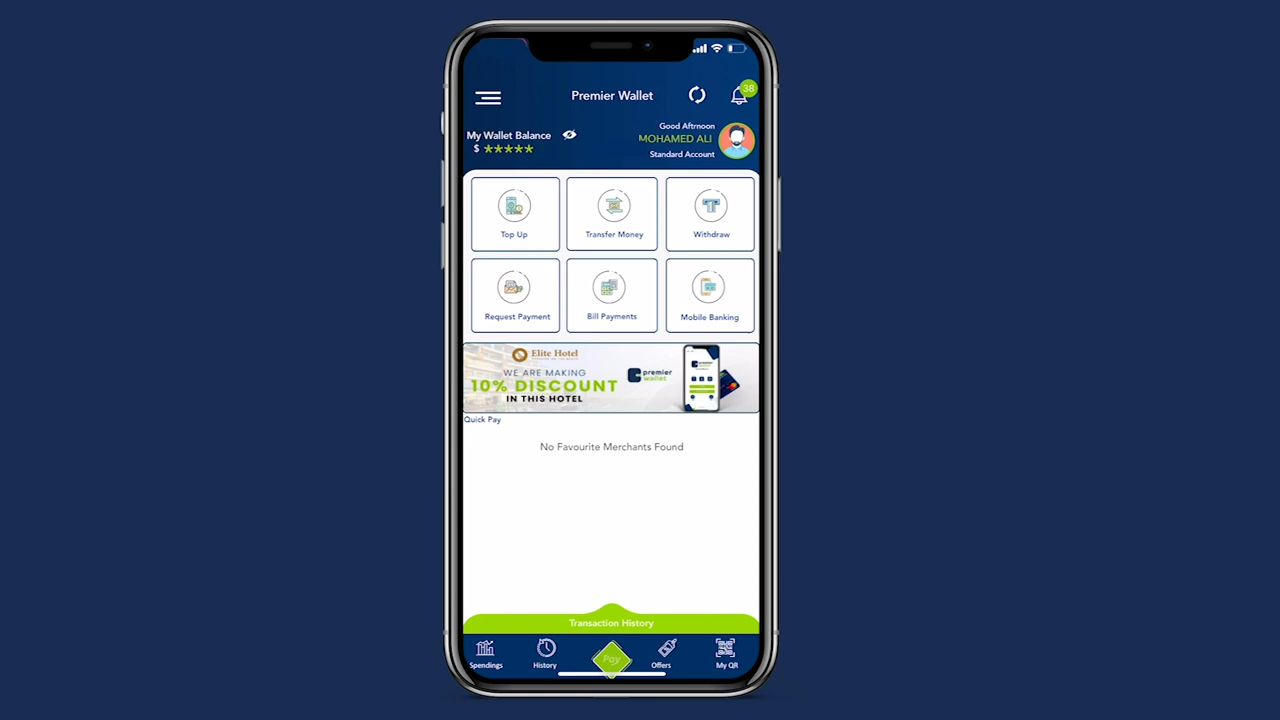 Premier Wallet
38
My Wallet Balance
$ *****
Good Aftrnoon
MOHAMED ALI
Standard Account
Top Up
Transfer Money
Withdraw
Request Payment
Bill Payments
Mobile Banking
Elite Hotel
WE ARE MAKING
10% DISCOUNT
IN THIS HOTEL
premier
wallet
Quick Pay
No Favourite Merchants Found
Transaction History
Spendings
History
Pay
Offers
My QR